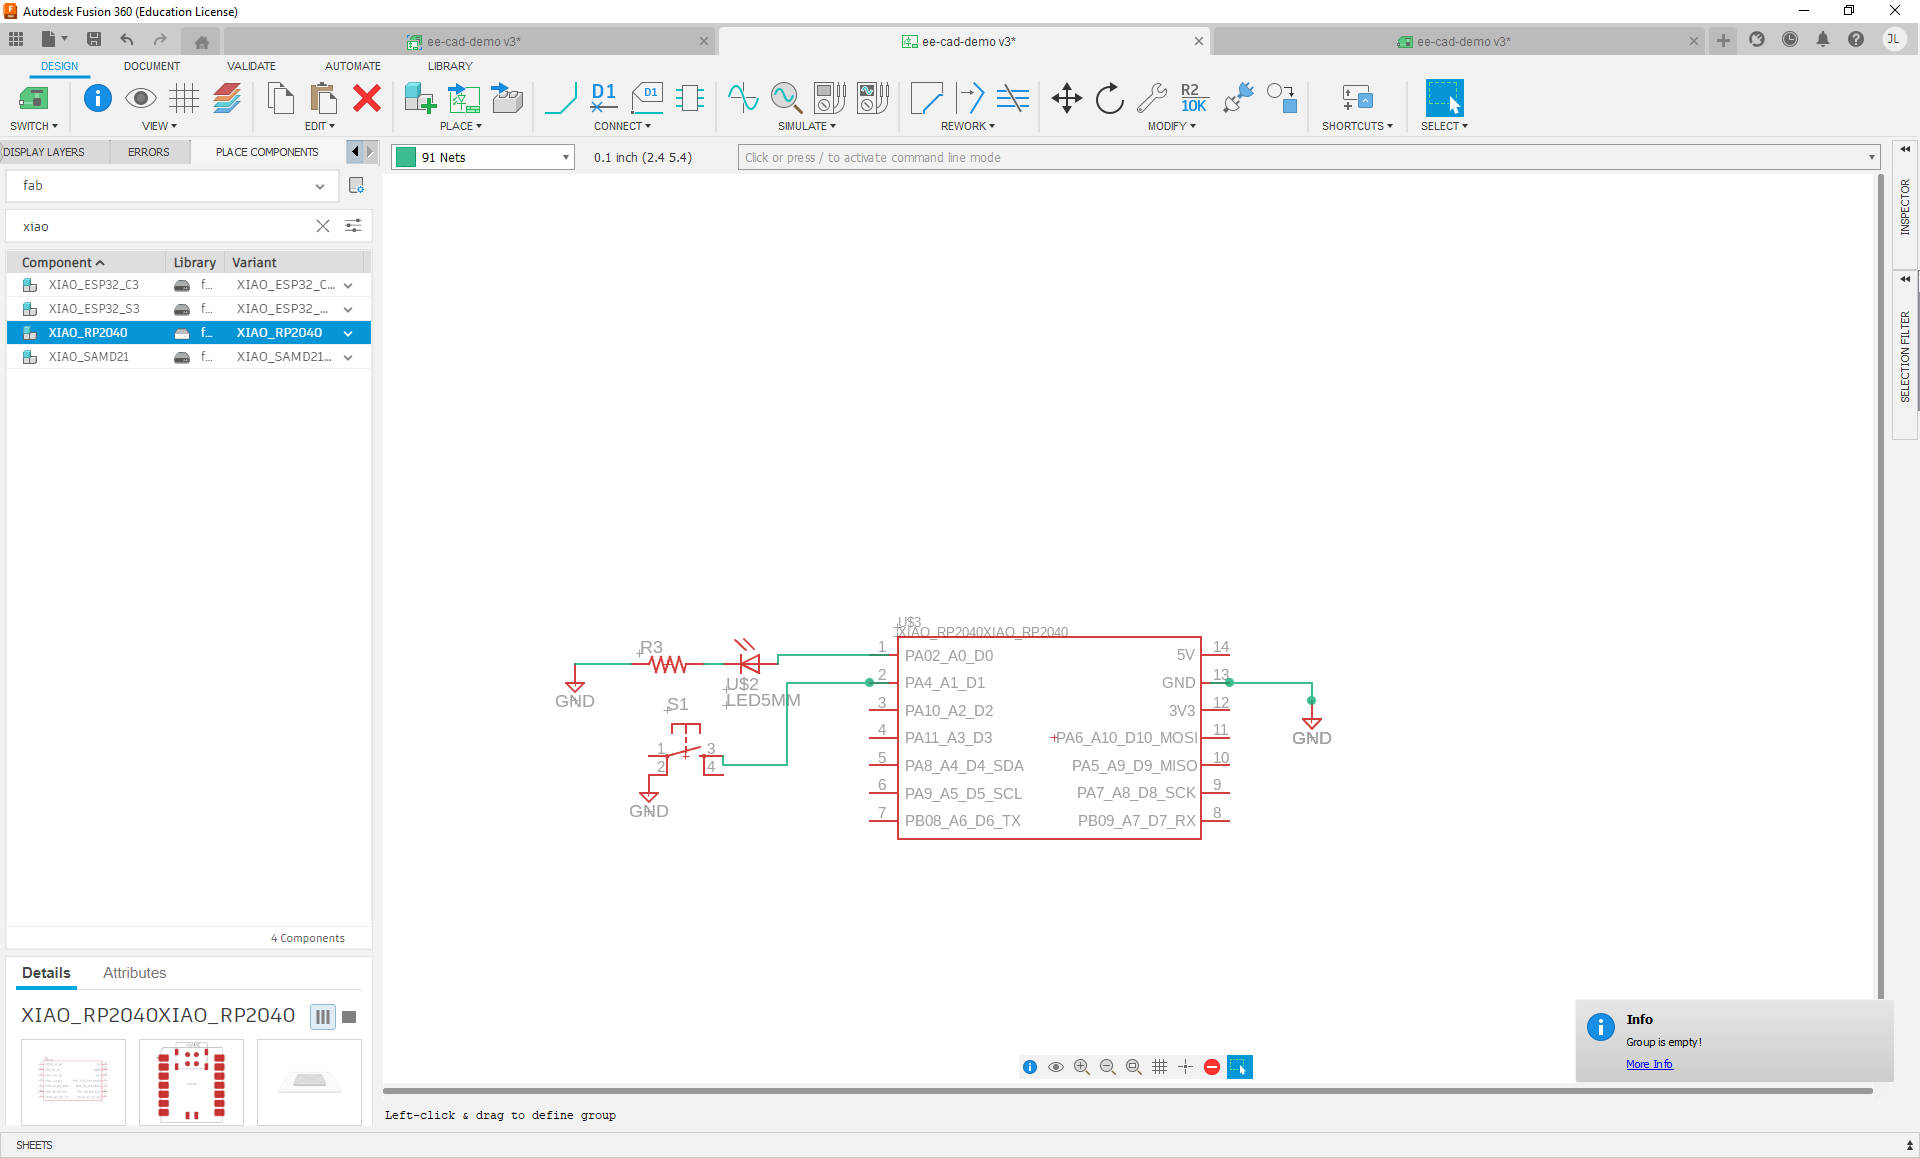 Autodesk Fusion 360 (Education License)
ee-cad-demo v3*
ee-cad-demo v3*
ee-cad-demo v3*
JL
DESIGN
DOCUMENT
VALIDATE
AUTOMATE
LIBRARY
D1
D1
R2
10K
SWITCH
VIEW
EDIT
PLACE
CONNECT
SIMULATE
REWORK
MODIFY
SHORTCUTS
SELECT
DISPLAY LAYERS
ERRORS
PLACE COMPONENTS
91 Nets
0.1 inch (2.4 5.4)
Click or press / to activate command line mode
fab
xiao
Component Library Variant
XIAO_ESP32_C3 f... XIAO_ESP32_C...
XIAO_ESP32_S3 f... XIAO_ESP32_...
XIAO_RP2040 f... XIAO_RP2040
XIAO_SAMD21 f... XIAO_SAMD21...
4 Components
Details
Attributes
XIAO_RP2040XIAO_RP2040
INSPECTOR
SELECTION FILTER
R3
GND
U$2
LED5MM
S1
1
2
3
4
GND
U$3
XIAO_RP2040XIAO_RP2040
1 PA02_A0_D0
2 PA4_A1_D1
3 PA10_A2_D2
4 PA11_A3_D3
5 PA8_A4_D4_SDA
6 PA9_A5_D5_SCL
7 PB08_A6_D6_TX
5V 14
GND 13
3V3 12
PA6_A10_D10_MOSI 11
PA5_A9_D9_MISO 10
PA7_A8_D8_SCK 9
PB09_A7_D7_RX 8
GND
Info
Group is empty!
More Info
Left-click & drag to define group
SHEETS